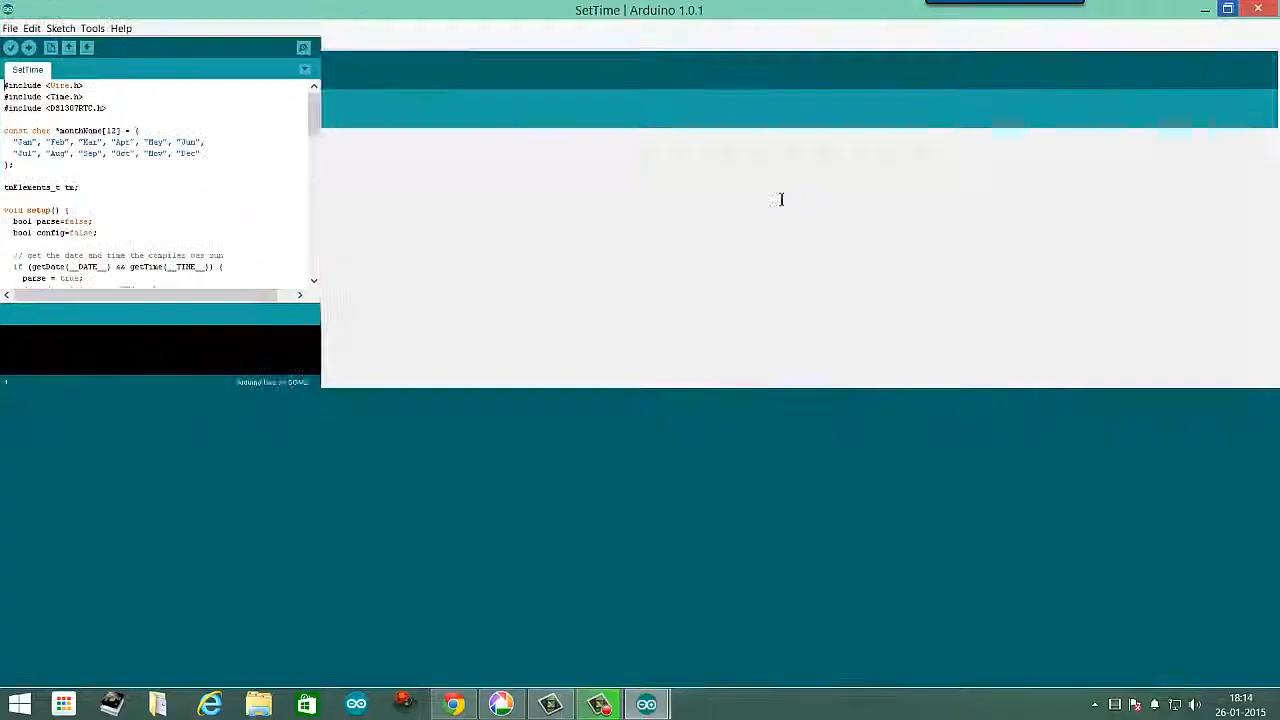 SetTime | Arduino 1.0.1
File Edit Sketch Tools Help
SetTime
#include <Wire.h>
#include <Time.h>
#include <DS1307RTC.h>
const char *monthName[12] = {
"Jan", "Feb", "Mar", "Apr", "May", "Jun",
"Jul", "Aug", "Sep", "Oct", "Nov", "Dec"
};
tmElements_t tm;
void setup() {
bool parse=false;
bool config=false;
// get the date and time the compiler was run
if (getDate(__DATE__) && getTime(__TIME__)) {
parse = true;
1
18:14
26-01-2015